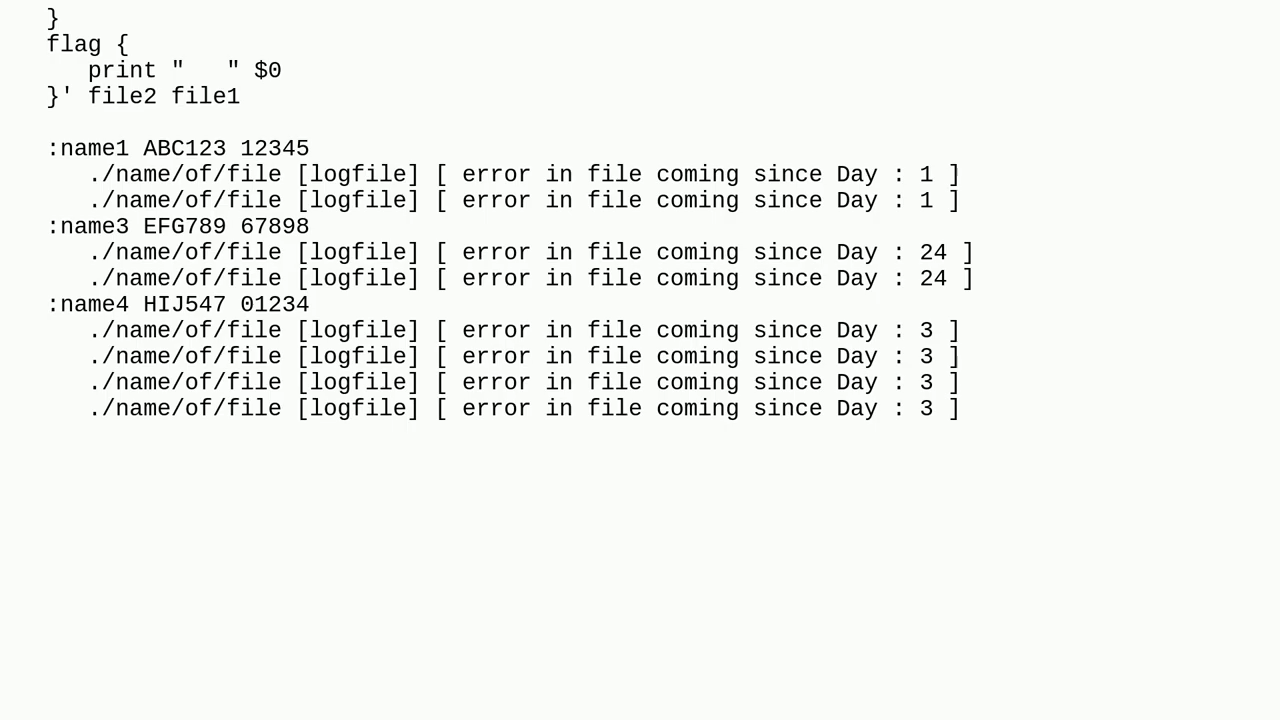 }
flag {
   print "   " $0
}' file2 file1

:name1 ABC123 12345
   ./name/of/file [logfile] [ error in file coming since Day : 1 ]
   ./name/of/file [logfile] [ error in file coming since Day : 1 ]
:name3 EFG789 67898
   ./name/of/file [logfile] [ error in file coming since Day : 24 ]
   ./name/of/file [logfile] [ error in file coming since Day : 24 ]
:name4 HIJ547 01234
   ./name/of/file [logfile] [ error in file coming since Day : 3 ]
   ./name/of/file [logfile] [ error in file coming since Day : 3 ]
   ./name/of/file [logfile] [ error in file coming since Day : 3 ]
   ./name/of/file [logfile] [ error in file coming since Day : 3 ]